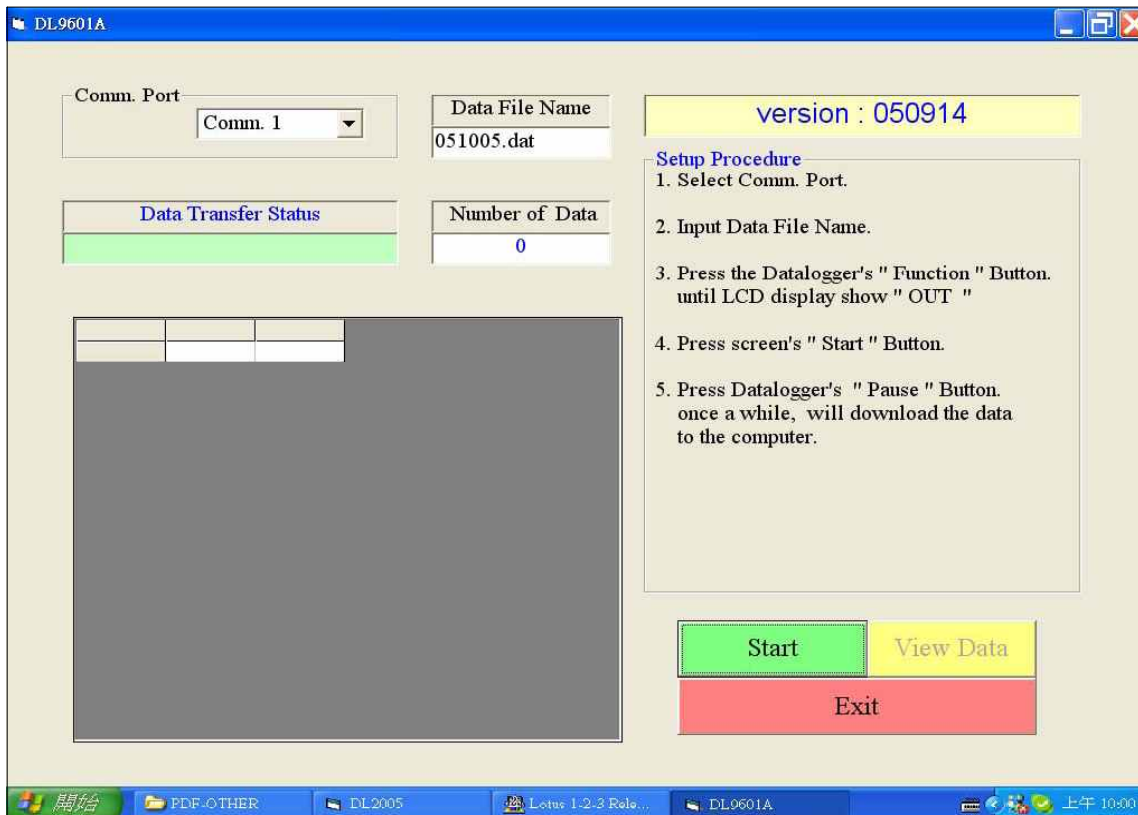 DL9601A
Comm. Port
Comm. 1
Data File Name
051005.dat
version : 050914
Data Transfer Status
Number of Data
0
Setup Procedure
1. Select Comm. Port.
2. Input Data File Name.
3. Press the Datalogger's " Function " Button.
until LCD display show " OUT "
4. Press screen's " Start " Button.
5. Press Datalogger's " Pause " Button.
once a while, will download the data
to the computer.
Start
View Data
Exit
開始
PDF-OTHER
DL2005
Lotus 1-2-3 Rele...
DL9601A
上午 10:00